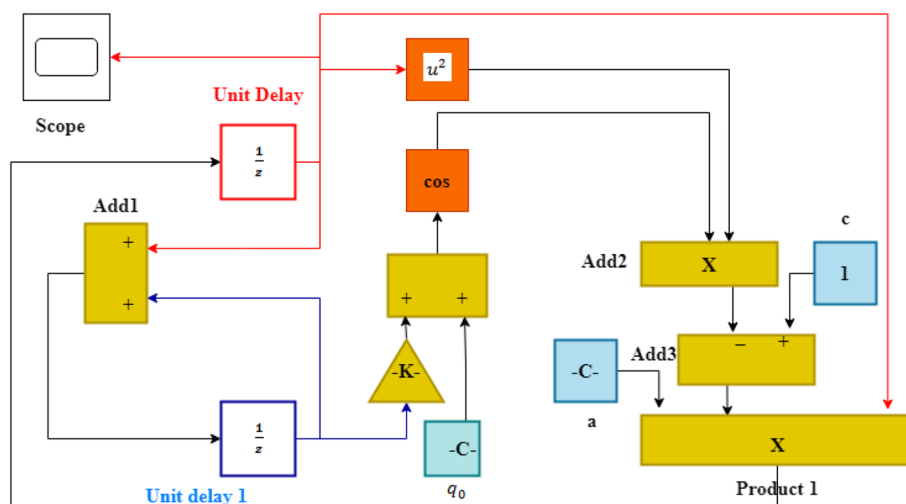 u²
Unit Delay
Scope
1
z
cos
Add1
+
+
+ +
c
Add2
X
1
− +
Add3
-C-
a
-K-
-C-
q₀
1
z
Unit delay 1
X
Product 1